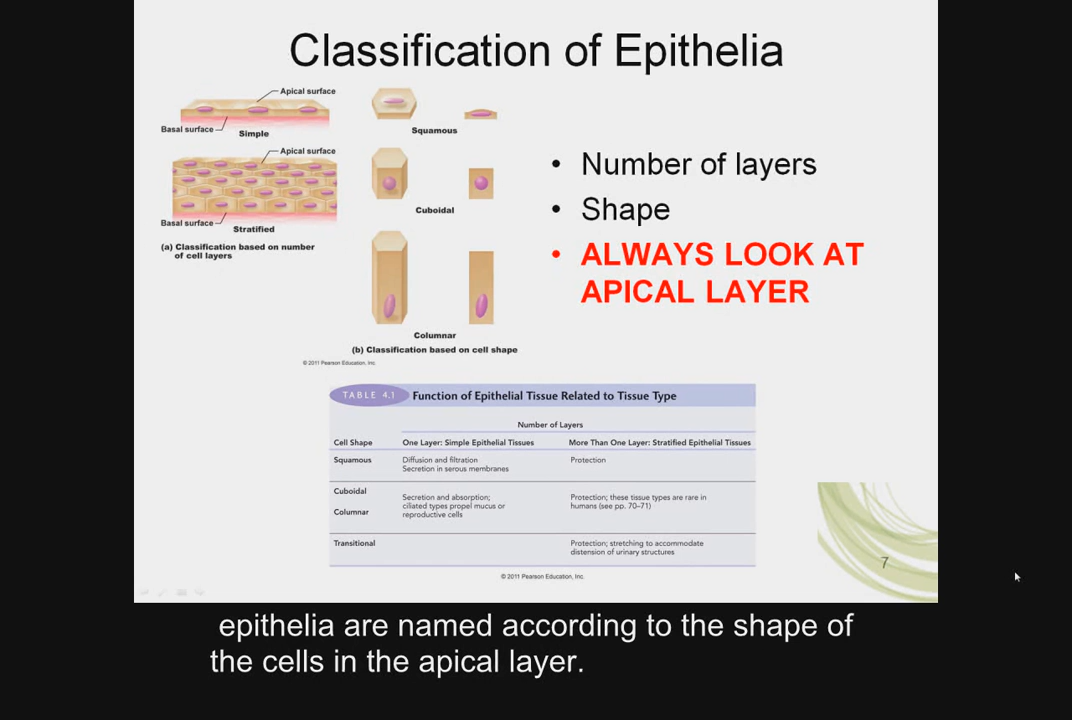 Classification of Epithelia
Apical surface
Basal surface
Simple
Apical surface
Basal surface
Stratified
(a) Classification based on number
of cell layers
Squamous
Cuboidal
Columnar
(b) Classification based on cell shape
© 2011 Pearson Education, Inc.
• Number of layers
• Shape
• ALWAYS LOOK AT
APICAL LAYER
TABLE 4.1 Function of Epithelial Tissue Related to Tissue Type
Number of Layers
Cell Shape One Layer: Simple Epithelial Tissues More Than One Layer: Stratified Epithelial Tissues
Squamous Diffusion and filtration Protection
Secretion in serous membranes
Cuboidal
Secretion and absorption; Protection; these tissue types are rare in
ciliated types propel mucus or humans (see pp. 70–71)
Columnar
reproductive cells
Transitional Protection; stretching to accommodate
distension of urinary structures
© 2011 Pearson Education, Inc.
7
epithelia are named according to the shape of
the cells in the apical layer.